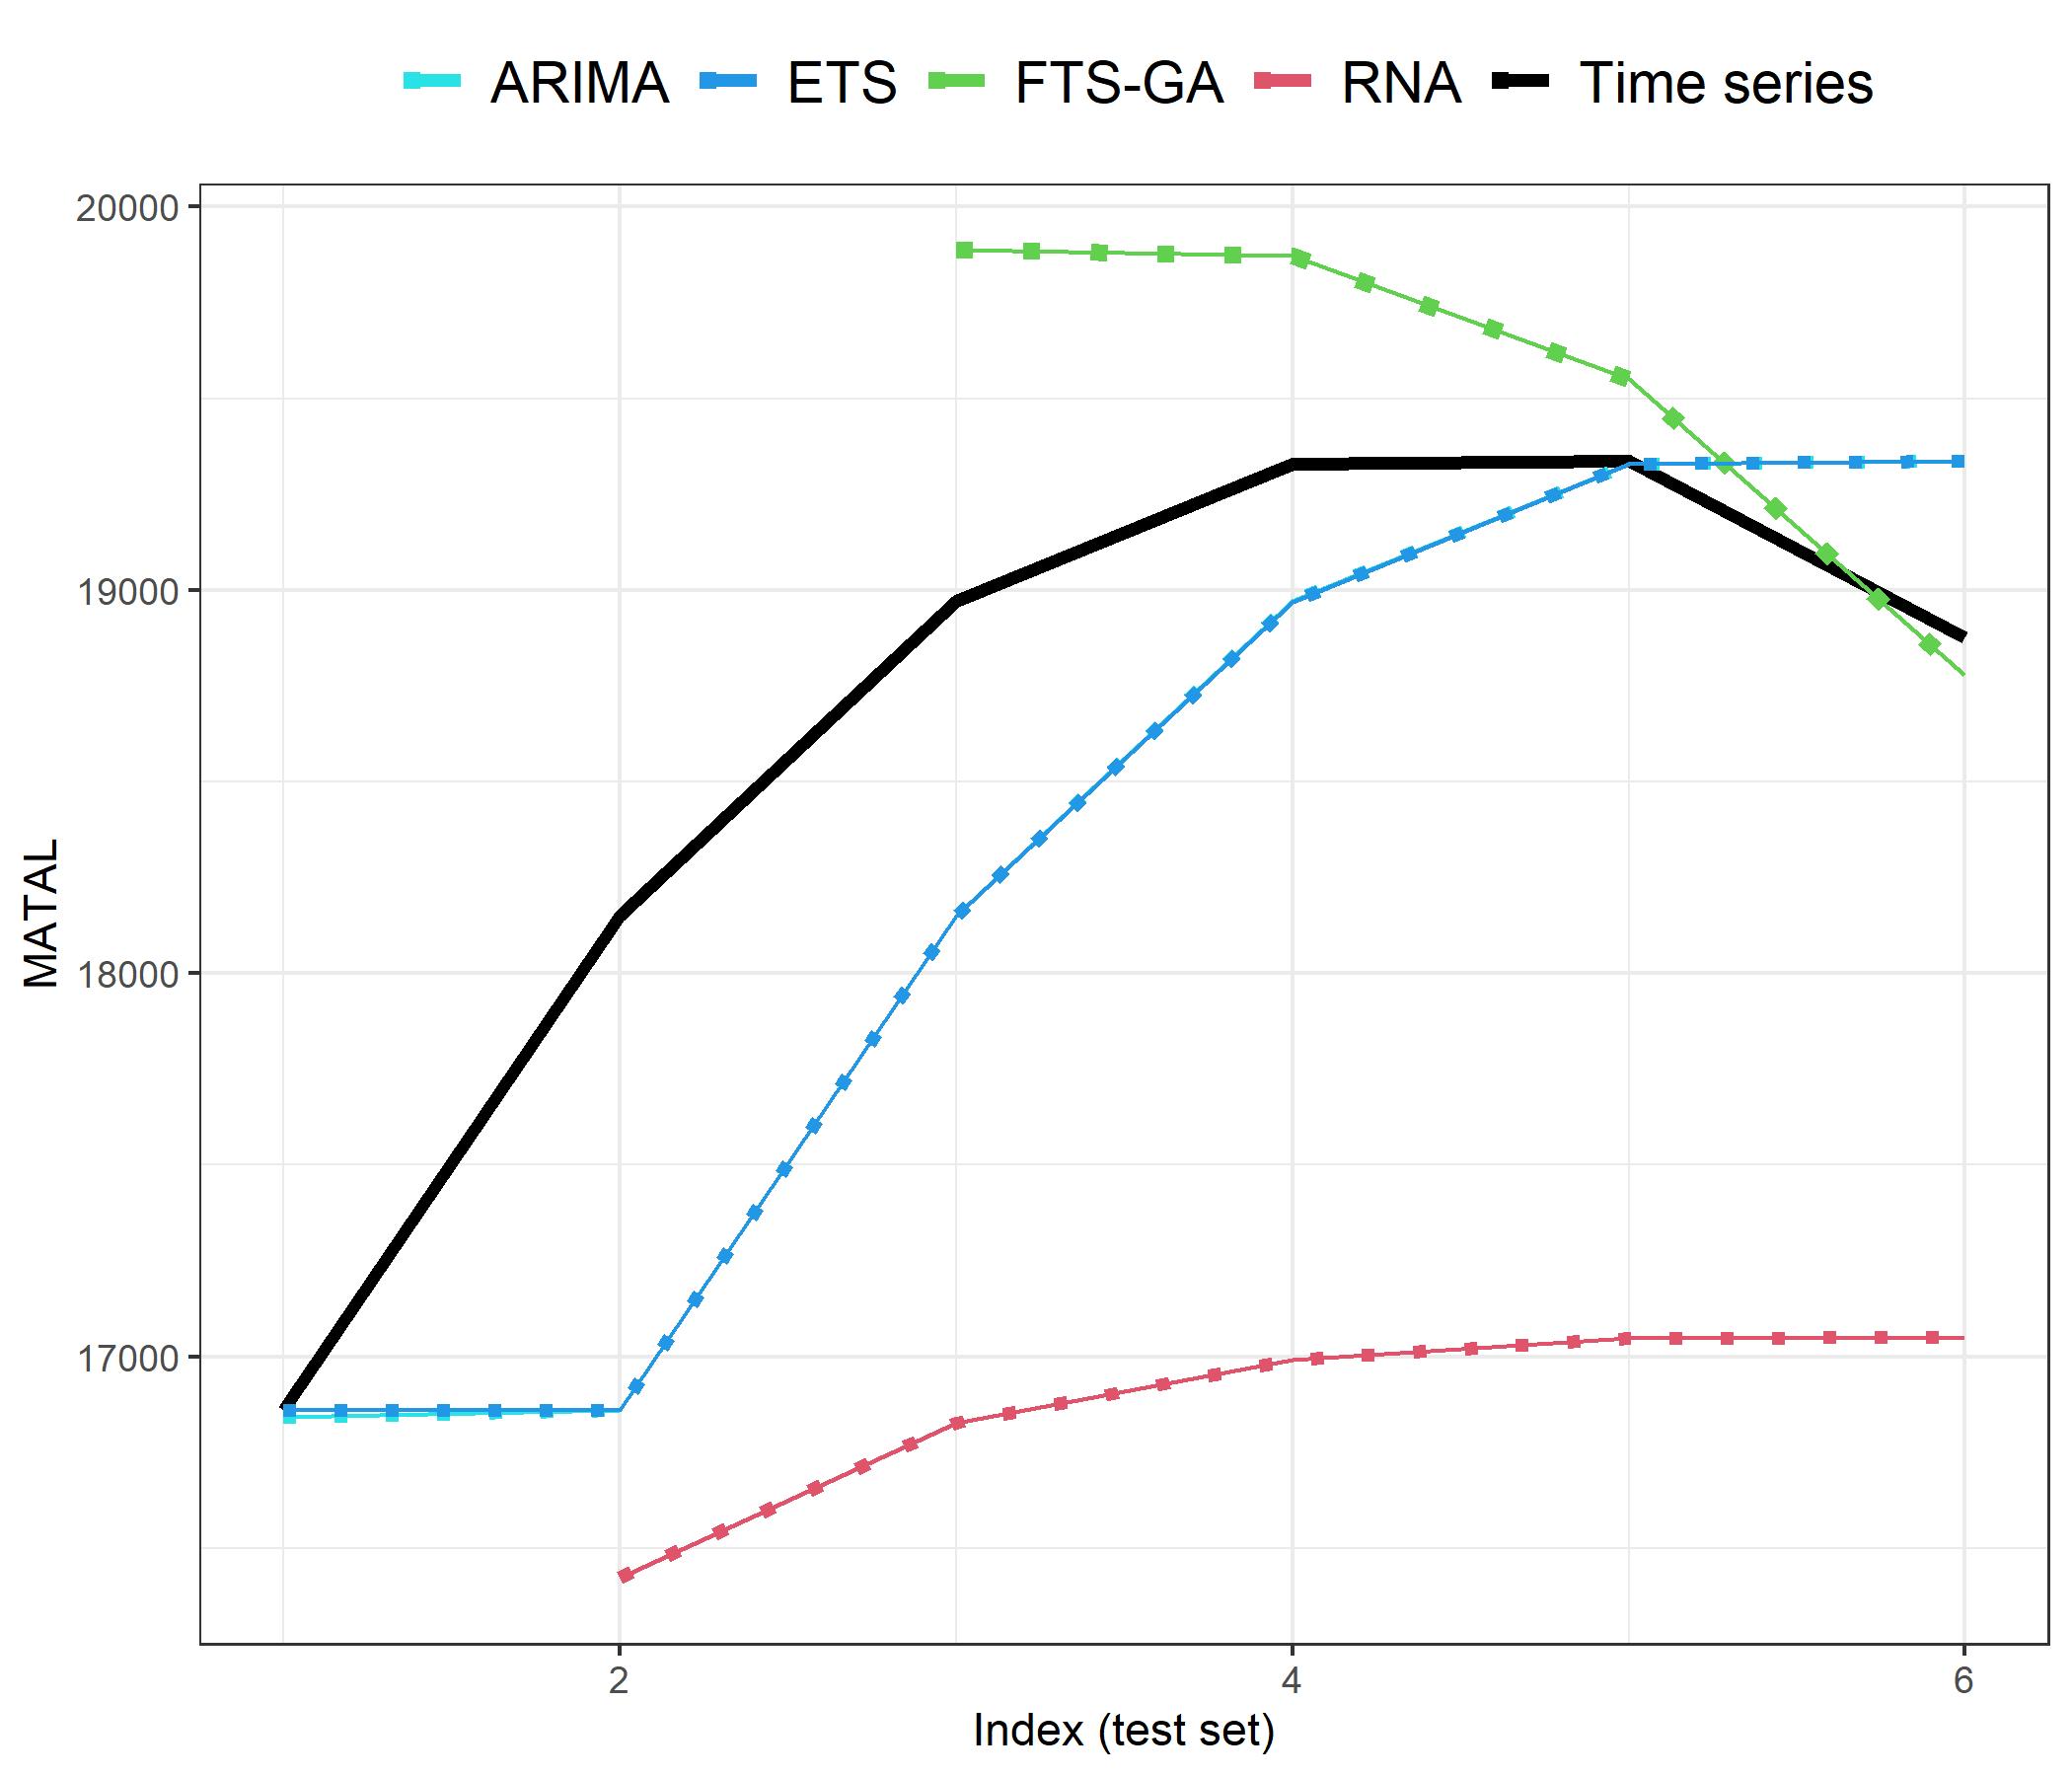 ARIMA ETS FTS-GA RNA Time series
20000
19000
18000
17000
MATAL
2 4 6
Index (test set)